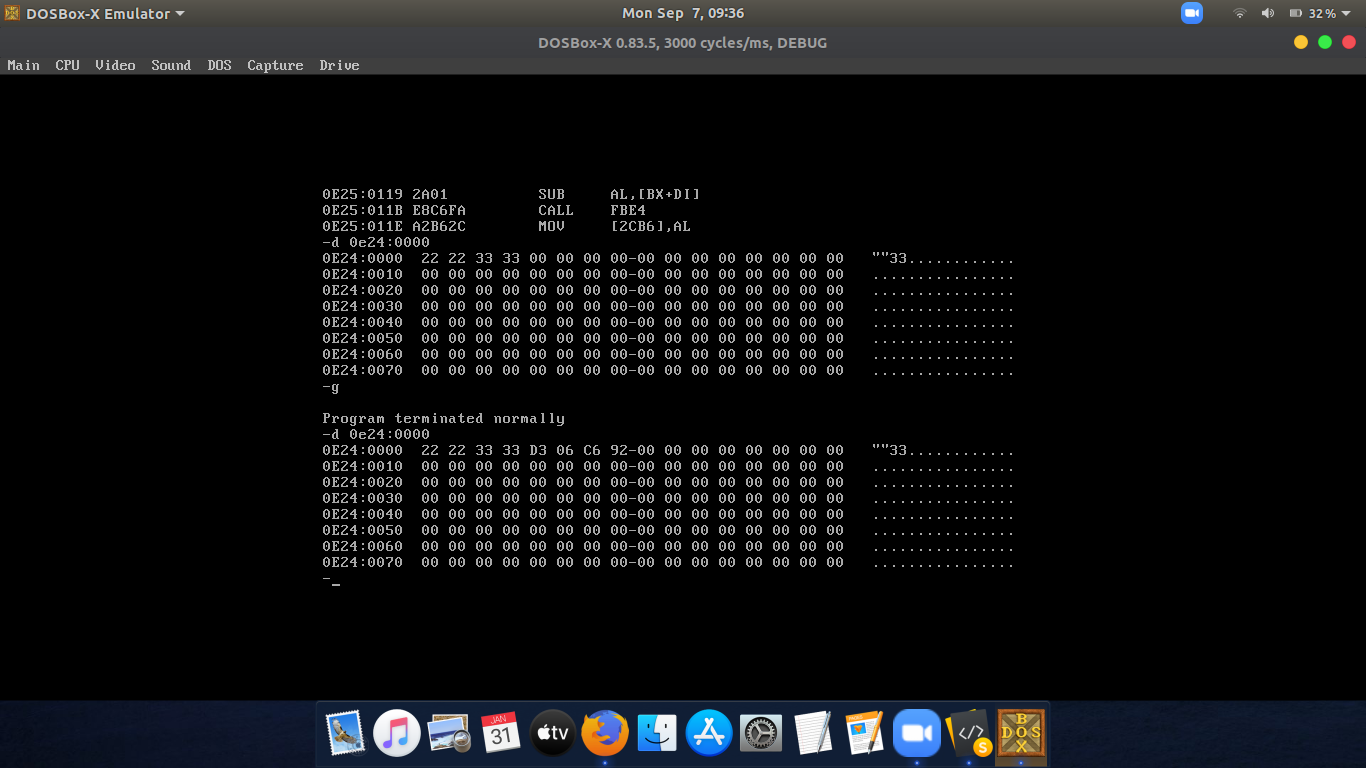 DOSBox-X Emulator
Mon Sep 7, 09:36
32%
DOSBox-X 0.83.5, 3000 cycles/ms, DEBUG
Main CPU Video Sound DOS Capture Drive
0E25:0119 2A01 SUB AL,[BX+DI]
0E25:011B E8C6FA CALL FBE4
0E25:011E A2B62C MOV [2CB6],AL
-d 0e24:0000
0E24:0000 22 22 33 33 00 00 00 00-00 00 00 00 00 00 00 00 ""33............
0E24:0010 00 00 00 00 00 00 00 00-00 00 00 00 00 00 00 00 ................
0E24:0020 00 00 00 00 00 00 00 00-00 00 00 00 00 00 00 00 ................
0E24:0030 00 00 00 00 00 00 00 00-00 00 00 00 00 00 00 00 ................
0E24:0040 00 00 00 00 00 00 00 00-00 00 00 00 00 00 00 00 ................
0E24:0050 00 00 00 00 00 00 00 00-00 00 00 00 00 00 00 00 ................
0E24:0060 00 00 00 00 00 00 00 00-00 00 00 00 00 00 00 00 ................
0E24:0070 00 00 00 00 00 00 00 00-00 00 00 00 00 00 00 00 ................
-g
Program terminated normally
-d 0e24:0000
0E24:0000 22 22 33 33 D3 06 C6 92-00 00 00 00 00 00 00 00 ""33............
0E24:0010 00 00 00 00 00 00 00 00-00 00 00 00 00 00 00 00 ................
0E24:0020 00 00 00 00 00 00 00 00-00 00 00 00 00 00 00 00 ................
0E24:0030 00 00 00 00 00 00 00 00-00 00 00 00 00 00 00 00 ................
0E24:0040 00 00 00 00 00 00 00 00-00 00 00 00 00 00 00 00 ................
0E24:0050 00 00 00 00 00 00 00 00-00 00 00 00 00 00 00 00 ................
0E24:0060 00 00 00 00 00 00 00 00-00 00 00 00 00 00 00 00 ................
0E24:0070 00 00 00 00 00 00 00 00-00 00 00 00 00 00 00 00 ................
-_
JAN
31
tv
</> S
PAGES
BOX
DOS